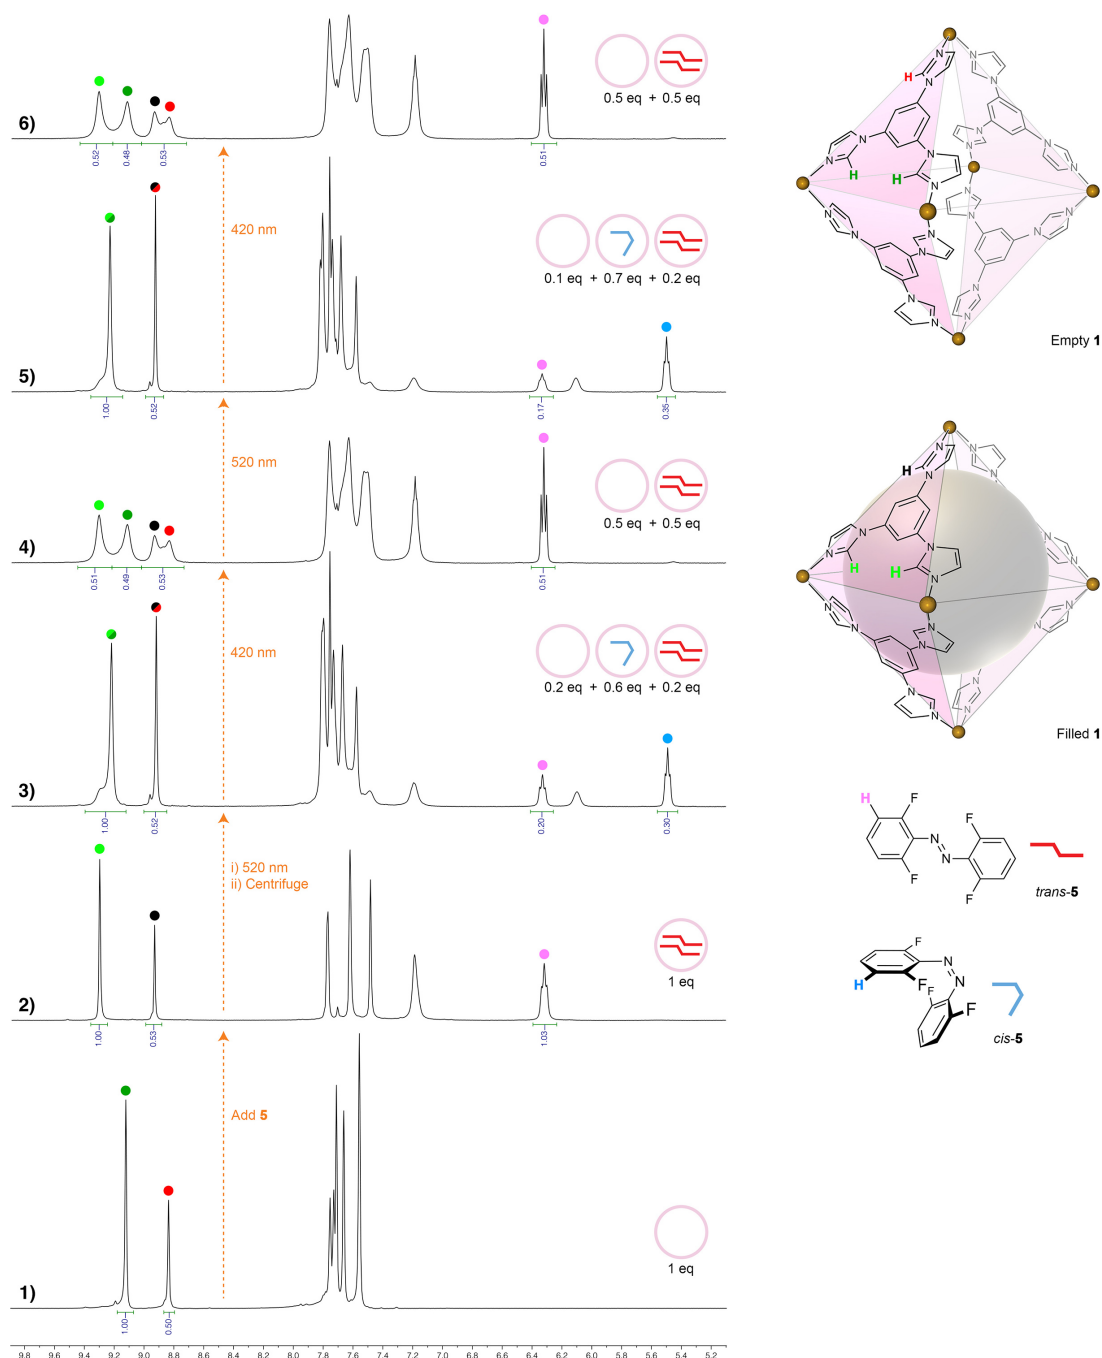 6)
0.5 eq + 0.5 eq
0.52
0.48
0.53
0.51
420 nm
5)
0.1 eq + 0.7 eq + 0.2 eq
1.00
0.52
0.17
0.35
520 nm
4)
0.5 eq + 0.5 eq
0.51
0.49
0.53
0.51
420 nm
3)
0.2 eq + 0.6 eq + 0.2 eq
1.00
0.52
0.20
0.30
i) 520 nm
ii) Centrifuge
2)
1 eq
1.00
0.53
1.03
Add 5
1)
1 eq
1.00
0.50
9.8 9.6 9.4 9.2 9.0 8.8 8.6 8.4 8.2 8.0 7.8 7.6 7.4 7.2 7.0 6.8 6.6 6.4 6.2 6.0 5.8 5.6 5.4 5.2
H
N
N
N
N
H
H
N
N
N
N
N
N
N
N
N
N
N
N
N
N
Empty 1
H
N
N
N
N
H
H
N
N
N
N
N
N
N
N
Filled 1
H
F
F
N
N
F
F
trans-5
F
N
N
H
F
F
F
cis-5